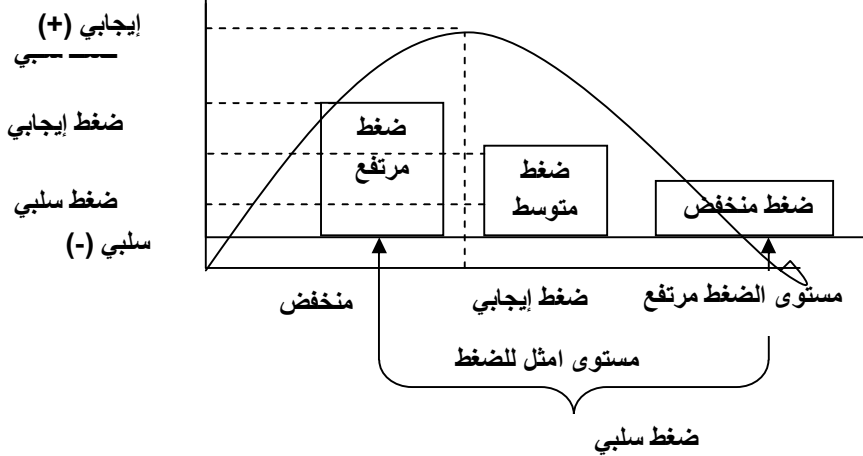 إيجابي (+)
ضغط إيجابي
ضغط سلبي
سلبي (-)
ضغط
مرتفع
ضغط
متوسط
ضغط منخفض
مستوى الضغط مرتفع
ضغط إيجابي
منخفض
مستوى امثل للضغط
ضغط سلبي